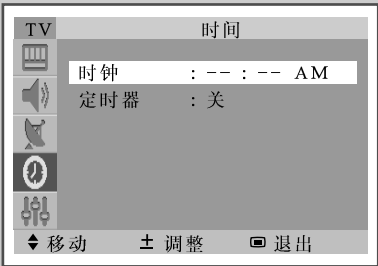 TV 时间
时钟 : -- : -- AM
定时器 : 关
移动 ± 调整 退出